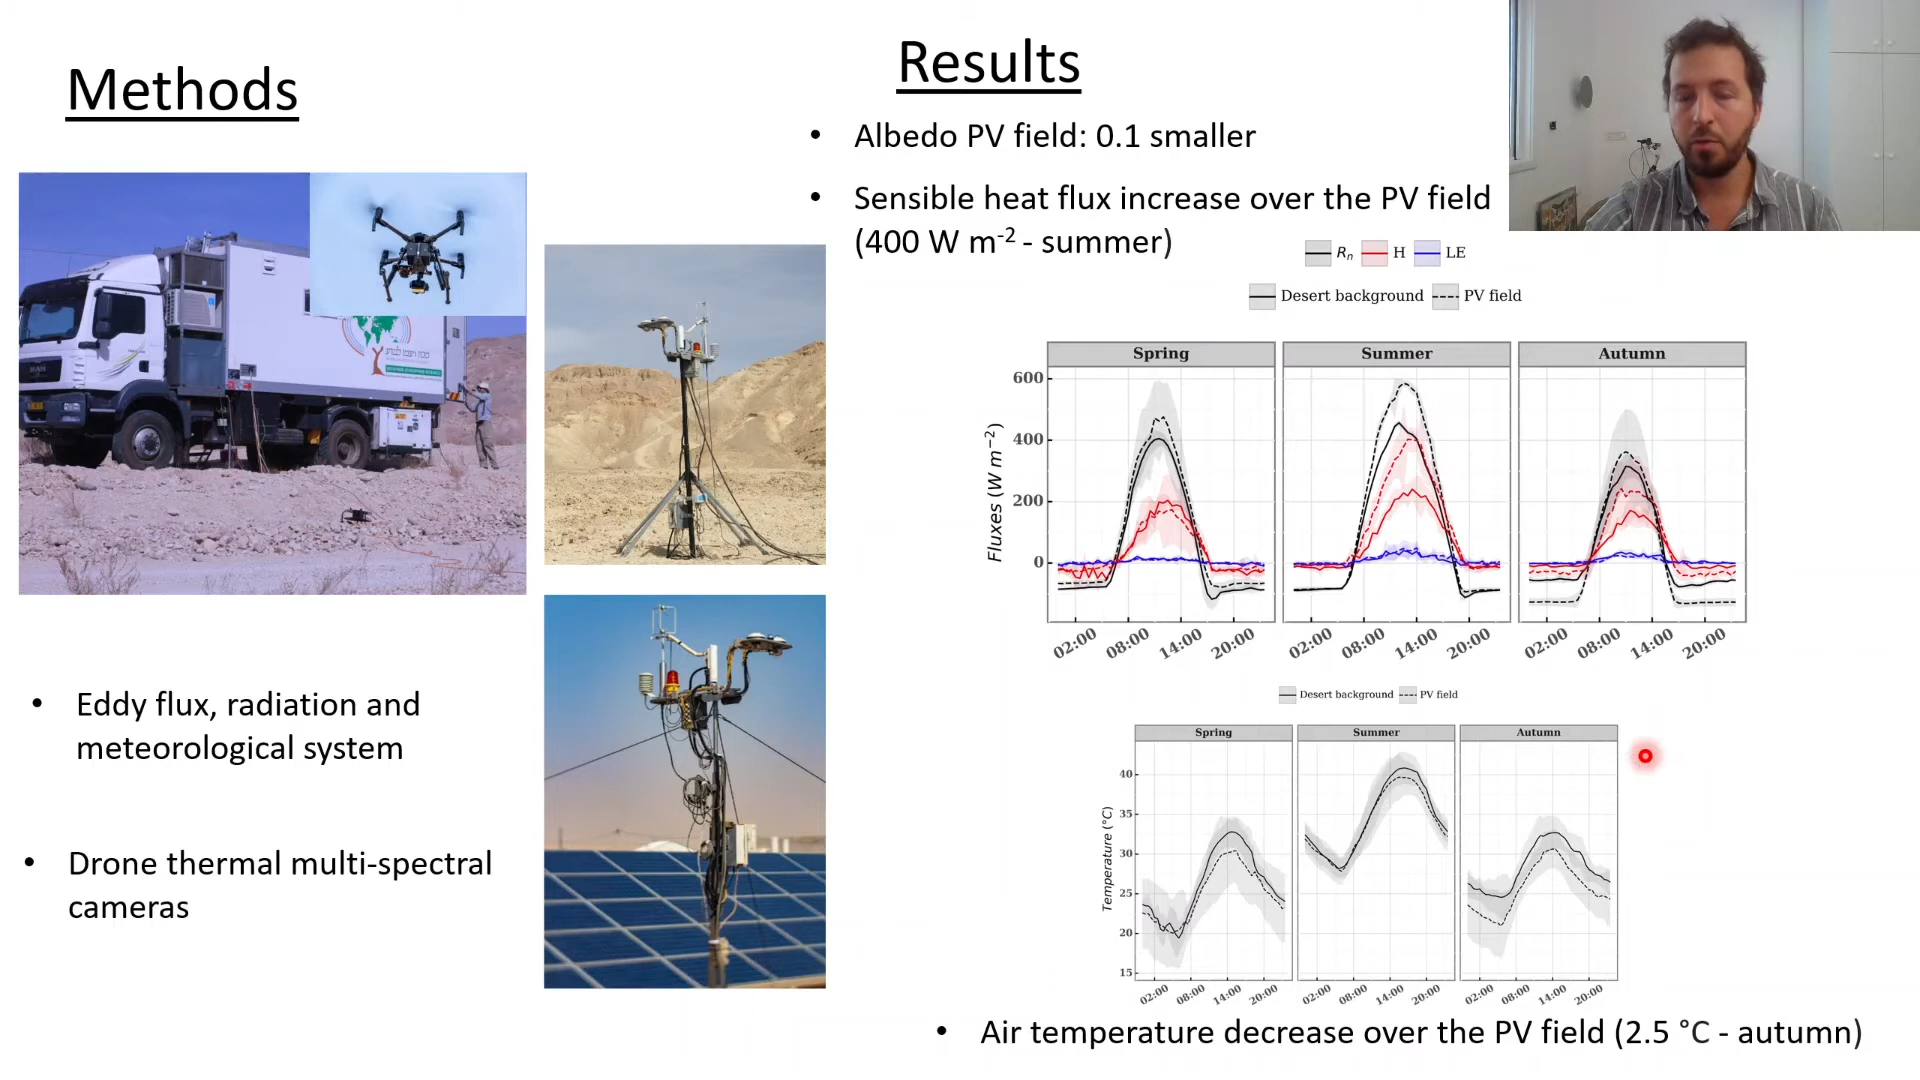 Methods
Eddy flux, radiation and
meteorological system
Drone thermal multi-spectral
cameras
MAN
Results
Albedo PV field: 0.1 smaller
Sensible heat flux increase over the PV field
(400 W m-2 - summer)
Rn H LE
Desert background PV field
Spring Summer Autumn
Fluxes (W m−2)
600
400
200
0
02:00 08:00 14:00 20:00 02:00 08:00 14:00 20:00 02:00 08:00 14:00 20:00
Desert background PV field
Spring Summer Autumn
Temperature (°C)
40
35
30
25
20
15
02:00 08:00 14:00 20:00 02:00 08:00 14:00 20:00 02:00 08:00 14:00 20:00
Air temperature decrease over the PV field (2.5 °C - autumn)